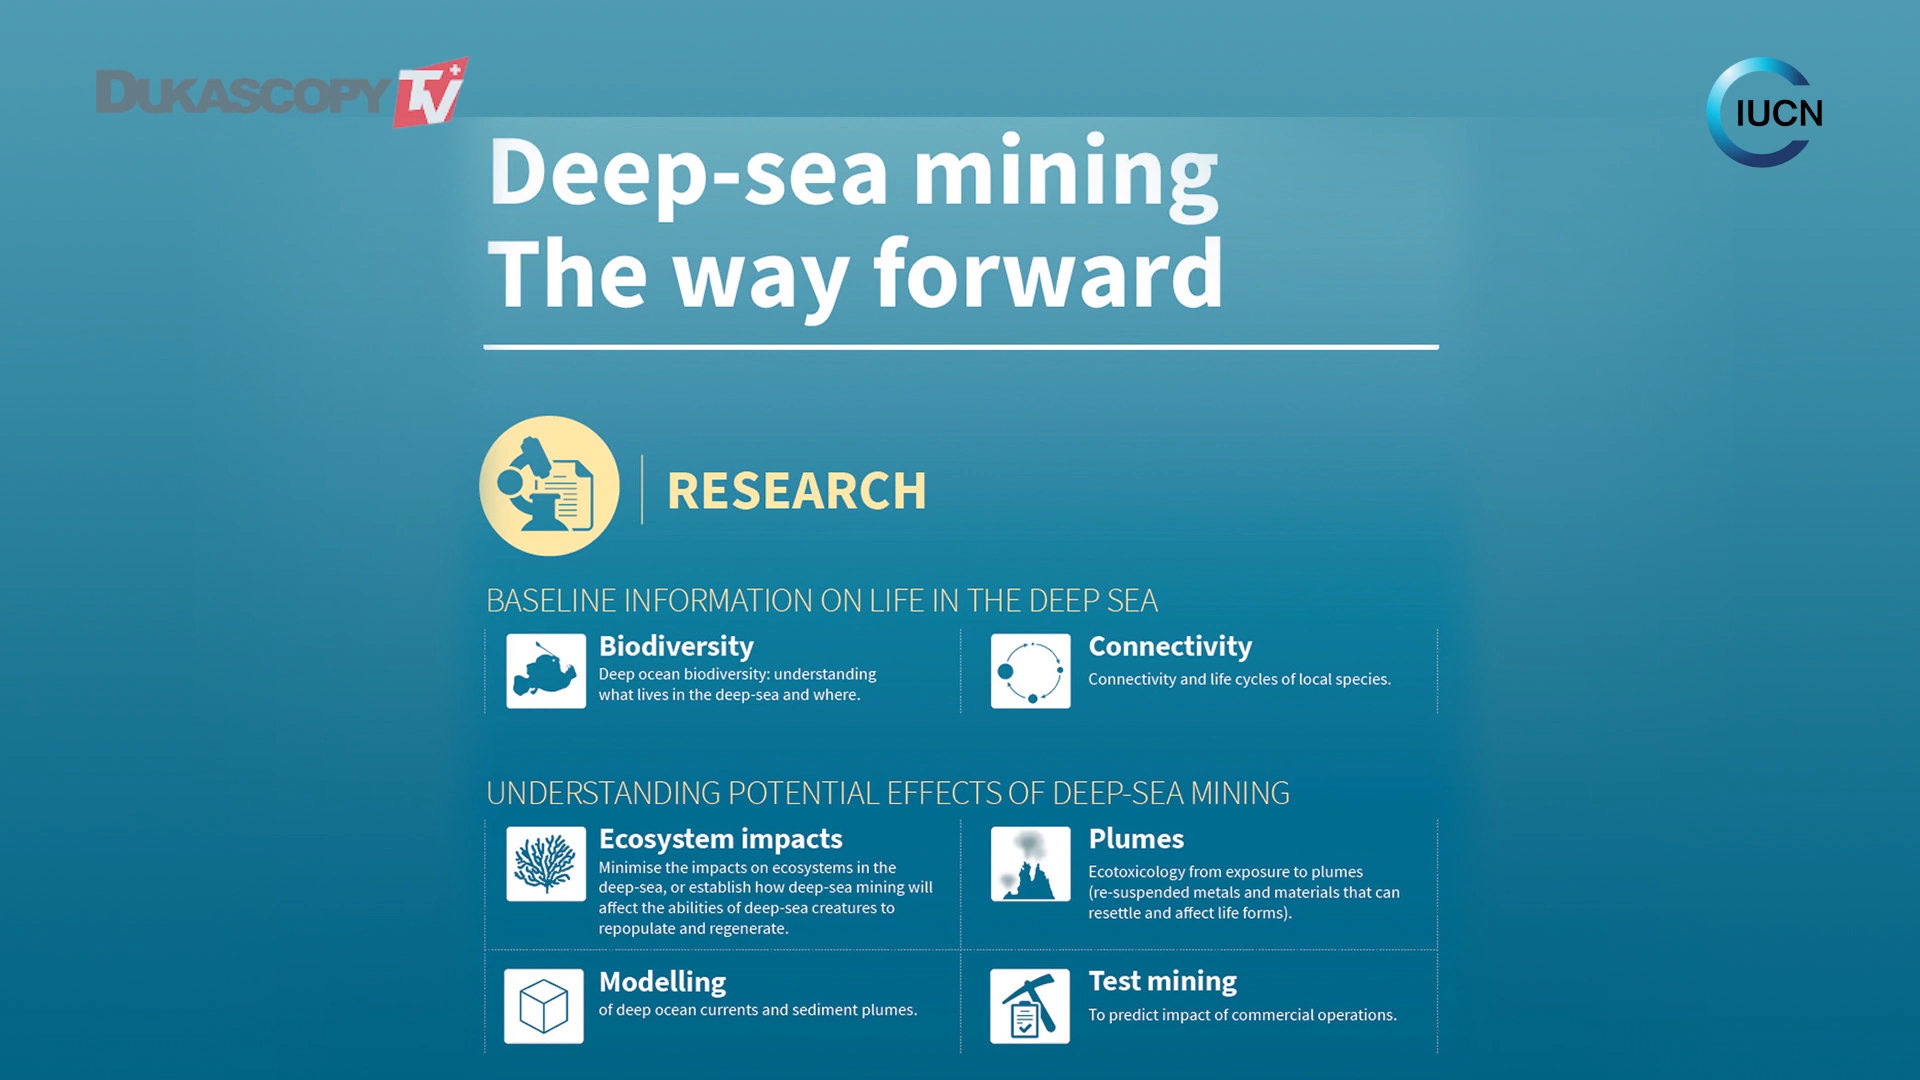 DUKASCOPY TV
IUCN
Deep-sea mining
The way forward
RESEARCH
BASELINE INFORMATION ON LIFE IN THE DEEP SEA
Biodiversity
Deep ocean biodiversity: understanding
what lives in the deep-sea and where.
Connectivity
Connectivity and life cycles of local species.
UNDERSTANDING POTENTIAL EFFECTS OF DEEP-SEA MINING
Ecosystem impacts
Minimise the impacts on ecosystems in the
deep-sea, or establish how deep-sea mining will
affect the abilities of deep-sea creatures to
repopulate and regenerate.
Plumes
Ecotoxicology from exposure to plumes
(re-suspended metals and materials that can
resettle and affect life forms).
Modelling
of deep ocean currents and sediment plumes.
Test mining
To predict impact of commercial operations.